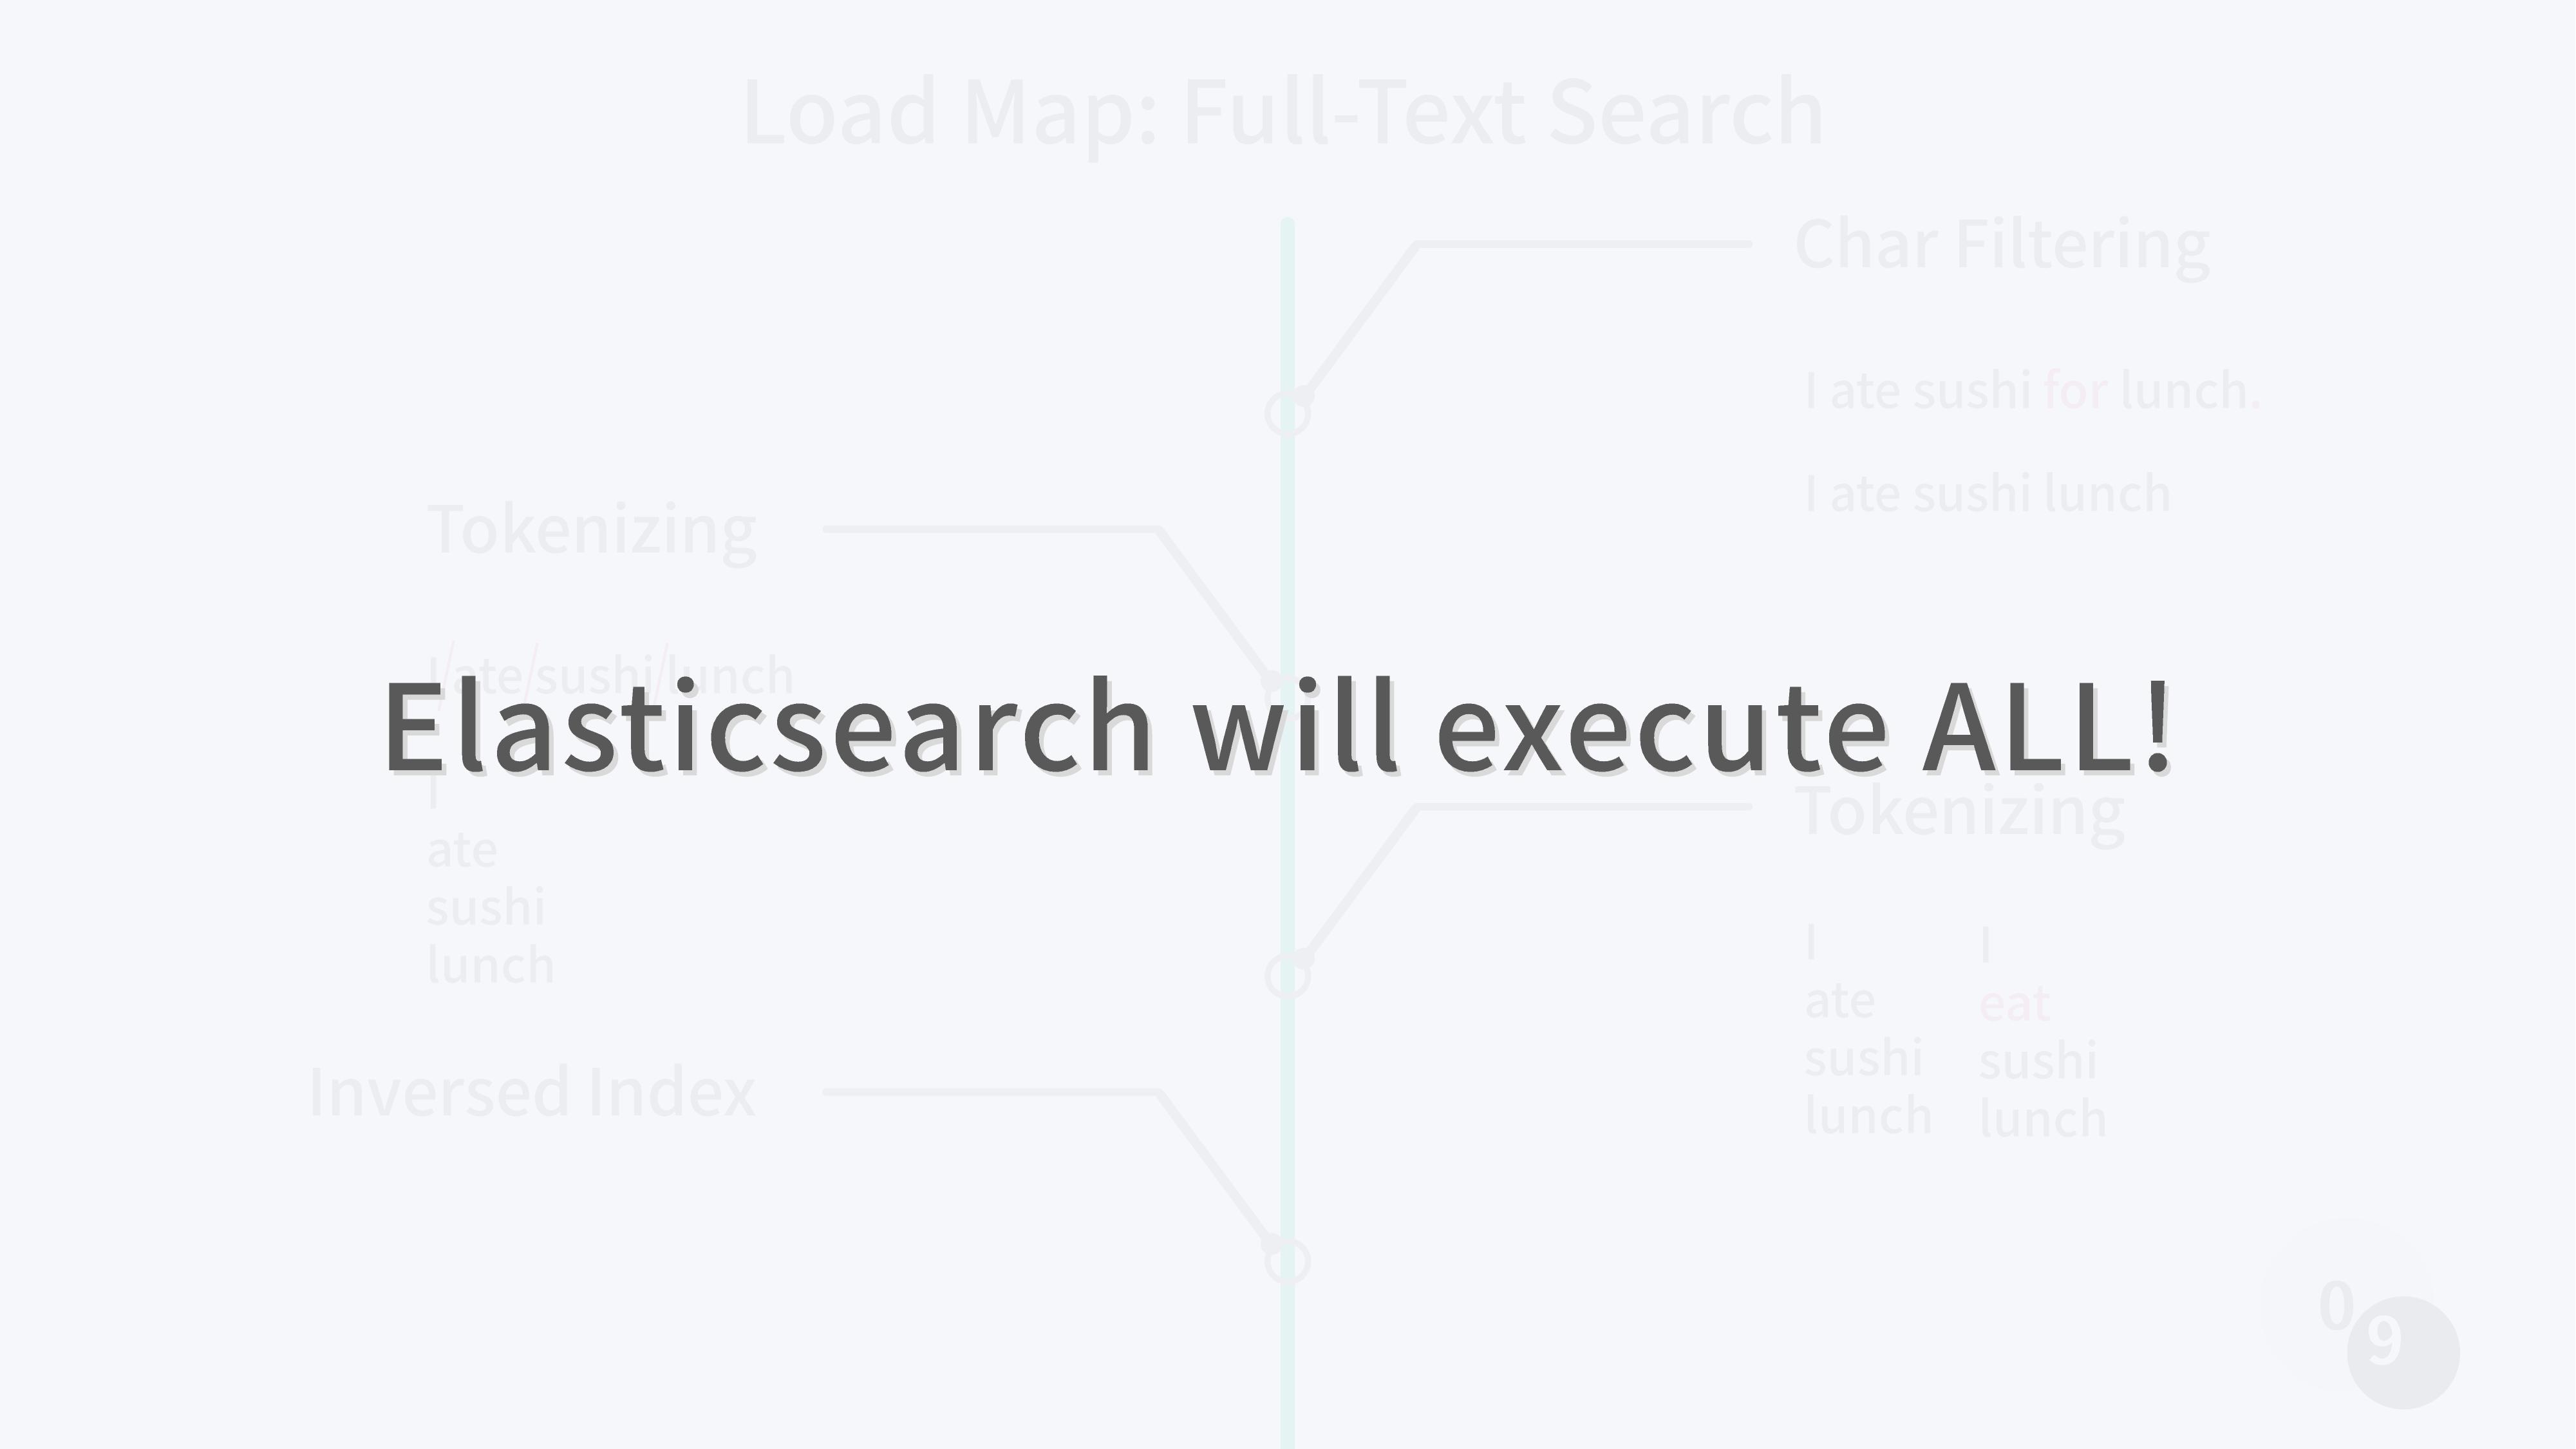 Load Map: Full-Text Search
Char Filtering
I ate sushi for lunch.
I ate sushi lunch
Tokenizing
I/ate/sushi/lunch
I
ate
sushi
lunch
Elasticsearch will execute ALL!
Tokenizing
I
ate
sushi
lunch
I
eat
sushi
lunch
Inversed Index
09